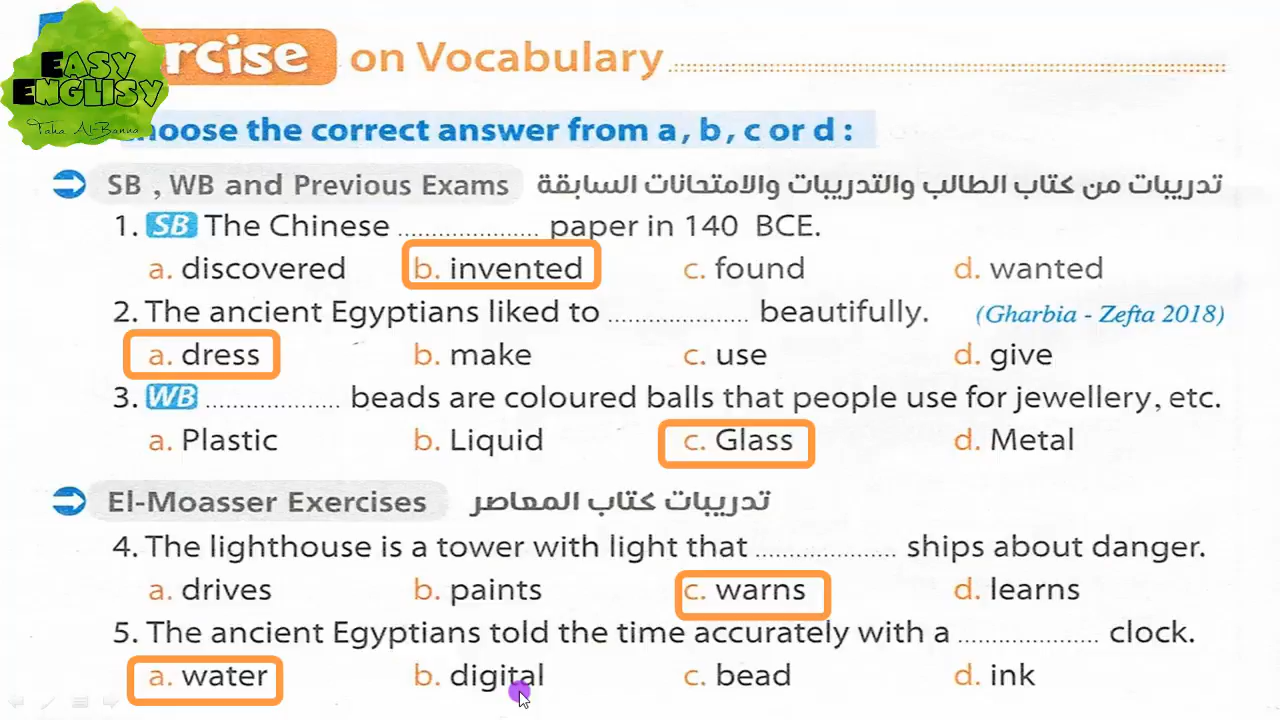 EASY
ENGLISY
Taha Al-Banna
rcise on Vocabulary
hoose the correct answer from a, b, c or d :
SB , WB and Previous Exams تدريبات من كتاب الطالب والتدريبات والامتحانات السابقة
1. SB The Chinese .................... paper in 140 BCE.
a. discovered b. invented c. found d. wanted
2. The ancient Egyptians liked to .................... beautifully. (Gharbia - Zefta 2018)
a. dress b. make c. use d. give
3. WB .................... beads are coloured balls that people use for jewellery, etc.
a. Plastic b. Liquid c. Glass d. Metal
El-Moasser Exercises تدريبات كتاب المعاصر
4. The lighthouse is a tower with light that .................... ships about danger.
a. drives b. paints c. warns d. learns
5. The ancient Egyptians told the time accurately with a .................... clock.
a. water b. digital c. bead d. ink